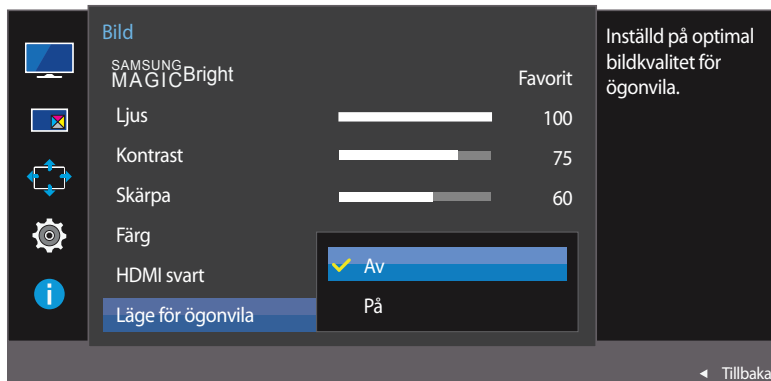 Bild
SAMSUNG
MAGICBright Favorit
Ljus 100
Kontrast 75
Skärpa 60
Färg
HDMI svart
Läge för ögonvila
Av
På
Inställd på optimal
bildkvalitet för
ögonvila.
Tillbaka